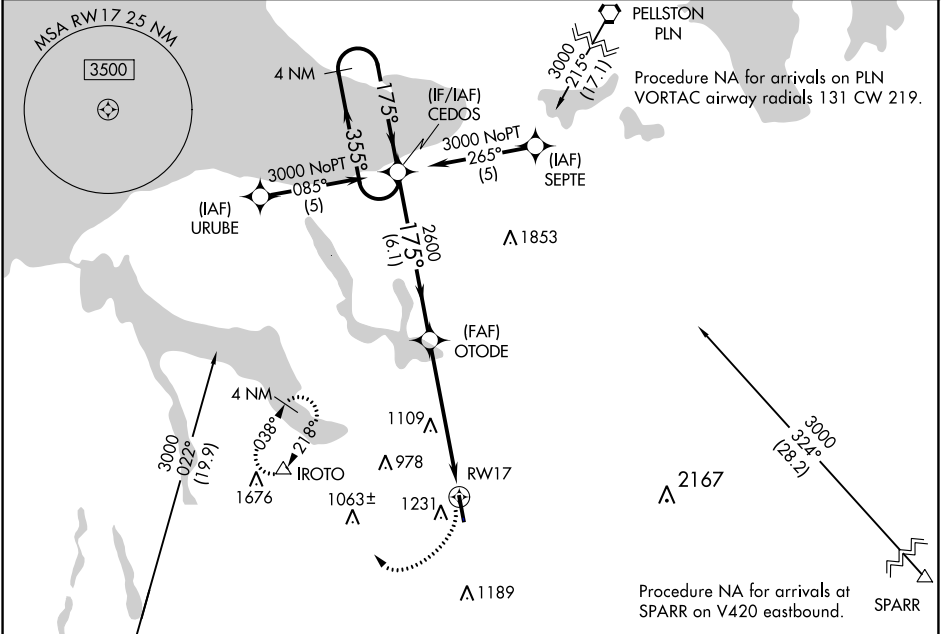 MSA RW17 25 NM
3500
PELLSTON
PLN
3000
215°
(17.1)
Procedure NA for arrivals on PLN
VORTAC airway radials 131 CW 219.
4 NM
175°
355°
(IF/IAF)
CEDOS
3000 NoPT
085°
(5)
(IAF)
URUBE
3000 NoPT
265°
(5)
(IAF)
SEPTE
2600
175°
(6.1)
1853
(FAF)
OTODE
3000
022°
(19.9)
4 NM
038°
218°
IROTO
1676
1109
978
1063±
1231
RW17
2167
3000
324°
(28.2)
1189
Procedure NA for arrivals at
SPARR on V420 eastbound.
SPARR